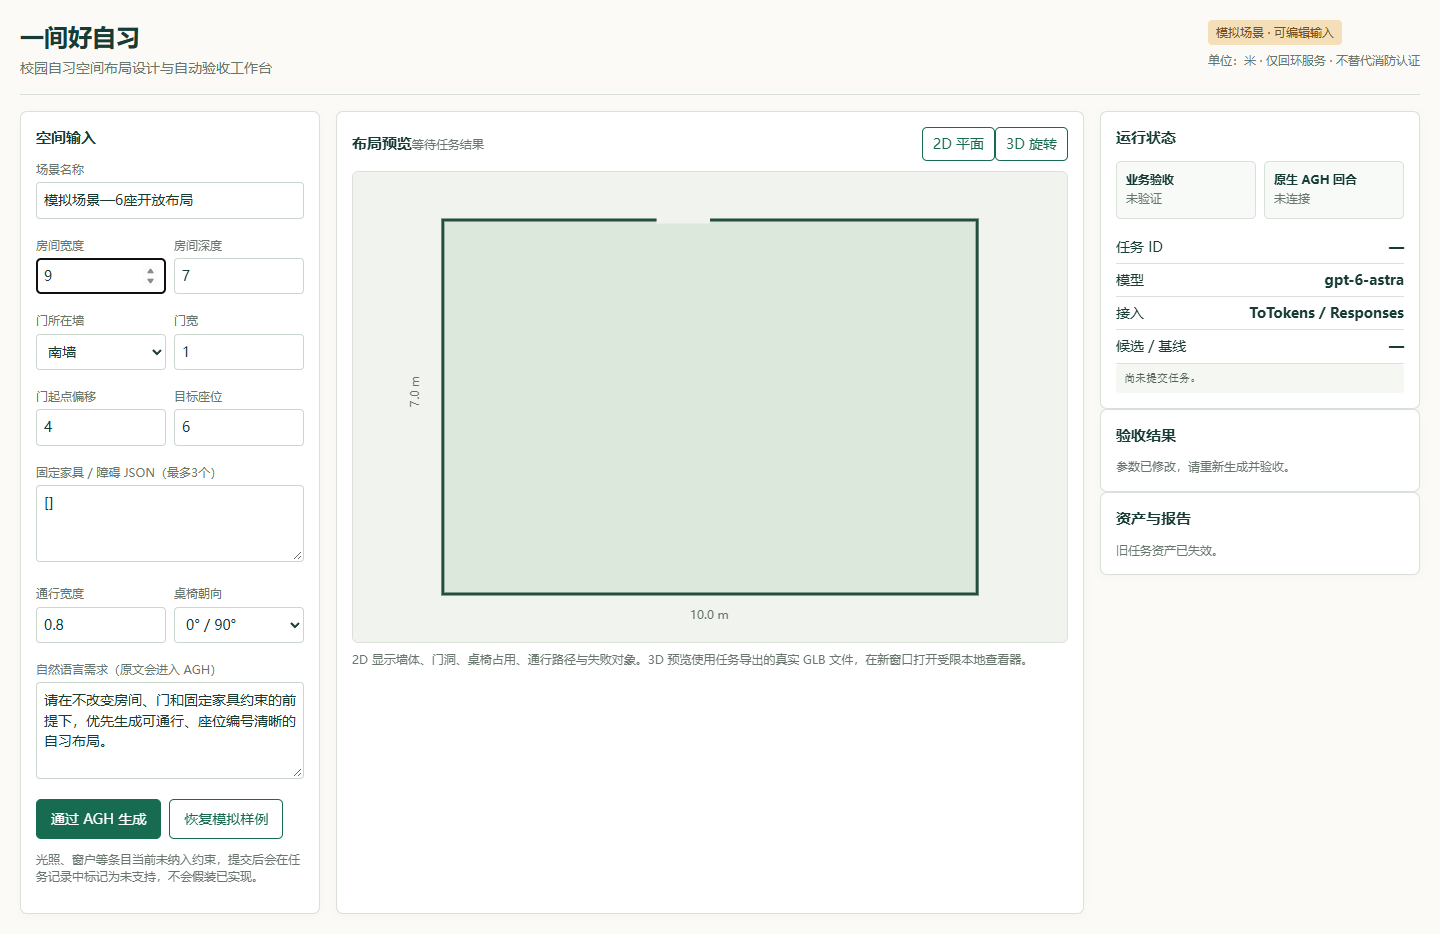 一间好自习
校园自习空间布局设计与自动验收工作台
模拟场景 · 可编辑输入
单位：米 · 仅回环服务 · 不替代消防认证
空间输入
场景名称
模拟场景—6座开放布局
房间宽度
房间深度
9
7
门所在墙
门宽
南墙
1
门起点偏移
目标座位
4
6
固定家具 / 障碍 JSON（最多3个）
[]
通行宽度
桌椅朝向
0.8
0° / 90°
自然语言需求（原文会进入 AGH）
请在不改变房间、门和固定家具约束的前
提下，优先生成可通行、座位编号清晰的
自习布局。
通过 AGH 生成
恢复模拟样例
光照、窗户等条目当前未纳入约束，提交后会在任
务记录中标记为未支持，不会假装已实现。
布局预览等待任务结果
2D 平面
3D 旋转
7.0 m
10.0 m
2D 显示墙体、门洞、桌椅占用、通行路径与失败对象。3D 预览使用任务导出的真实 GLB 文件，在新窗口打开受限本地查看器。
运行状态
业务验收
未验证
原生 AGH 回合
未连接
任务 ID —
模型 gpt-6-astra
接入 ToTokens / Responses
候选 / 基线 —
尚未提交任务。
验收结果
参数已修改，请重新生成并验收。
资产与报告
旧任务资产已失效。